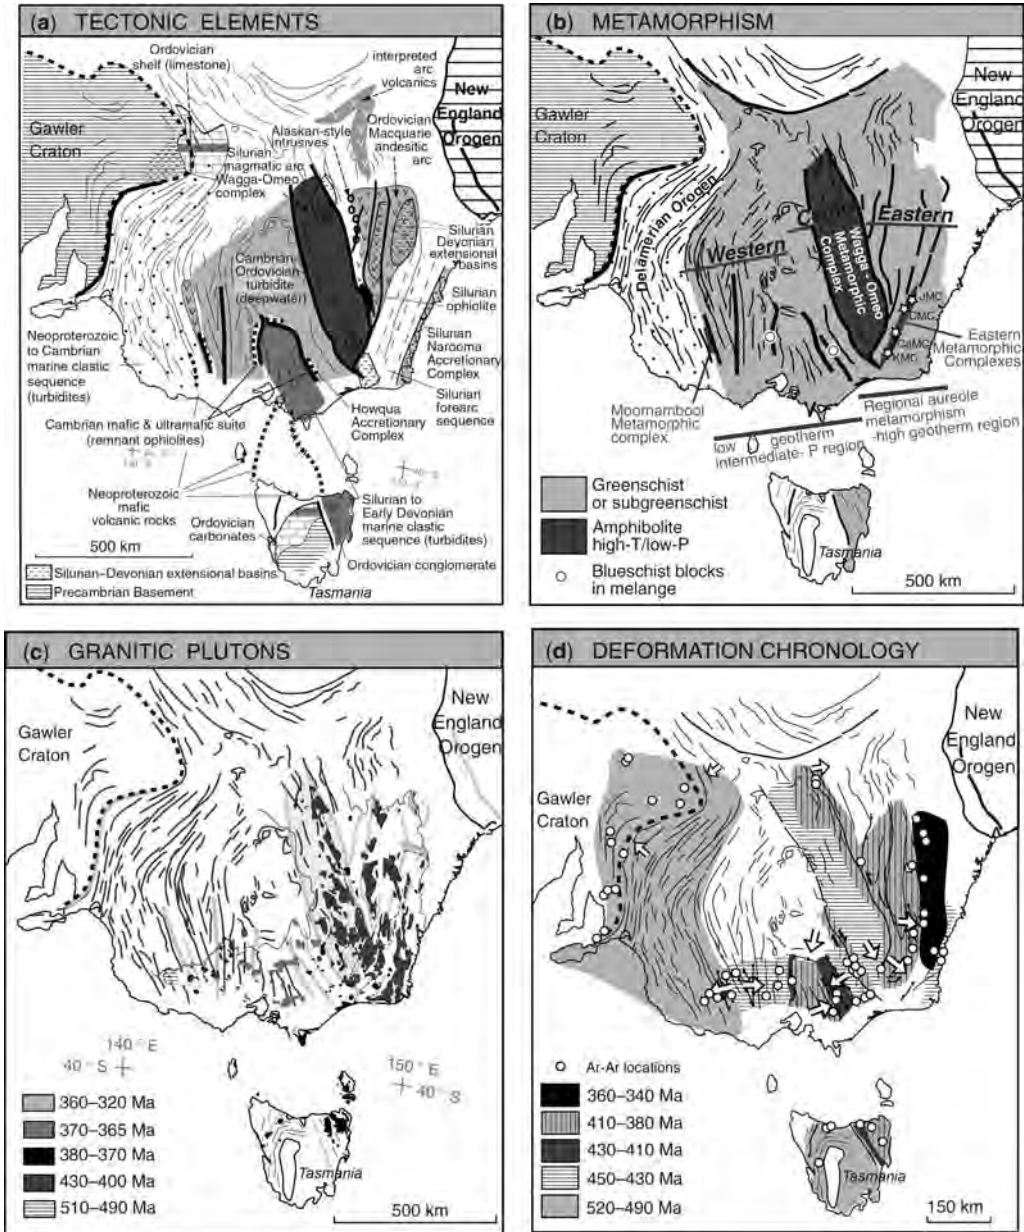 (a) TECTONIC ELEMENTS
Ordovician
shelf (limestone)
interpreted
arc
volcanics
New
England
Orogen
Gawler
Craton
Alaskan-style
intrusives
Ordovician
Macquarie
andesitic
arc
Silurian
magmatic arc
Wagga-Omeo
complex
Silurian
Devonian
extensional
basins
Cambrian-
Ordovician
turbidite
(deepwater)
Silurian
ophiolite
Silurian
Narooma
Accretionary
Complex
Neoproterozoic
to Cambrian
marine clastic
sequence
(turbidites)
Silurian
forearc
sequence
Cambrian mafic & ultramafic suite
(remnant ophiolites)
Howqua
Accretionary
Complex
Neoproterozoic
mafic
volcanic rocks
Ordovician
carbonates
Silurian to
Early Devonian
marine clastic
sequence (turbidites)
500 km
Ordovician conglomerate
Silurian–Devonian extensional basins
Precambrian Basement
Tasmania
(b) METAMORPHISM
New
England
Orogen
Gawler
Craton
Delamerian Orogen
Western
Eastern
Wagga-Omeo
Metamorphic
Complex
JMC
CMC
CaMC
KMC
Eastern
Metamorphic
Complexes
Moornambool
Metamorphic
complex
Regional aureole
metamorphism
-high geotherm region
low geotherm
intermediate- P region
Greenschist
or subgreenschist
Amphibolite
high-T/low-P
Blueschist blocks
in melange
Tasmania
500 km
(c) GRANITIC PLUTONS
Gawler
Craton
New
England
Orogen
140° E
40° S
150° E
40° S
360–320 Ma
370–365 Ma
380–370 Ma
430–400 Ma
510–490 Ma
Tasmania
500 km
(d) DEFORMATION CHRONOLOGY
New
England
Orogen
Gawler
Craton
Ar-Ar locations
360–340 Ma
410–380 Ma
430–410 Ma
450–430 Ma
520–490 Ma
Tasmania
150 km